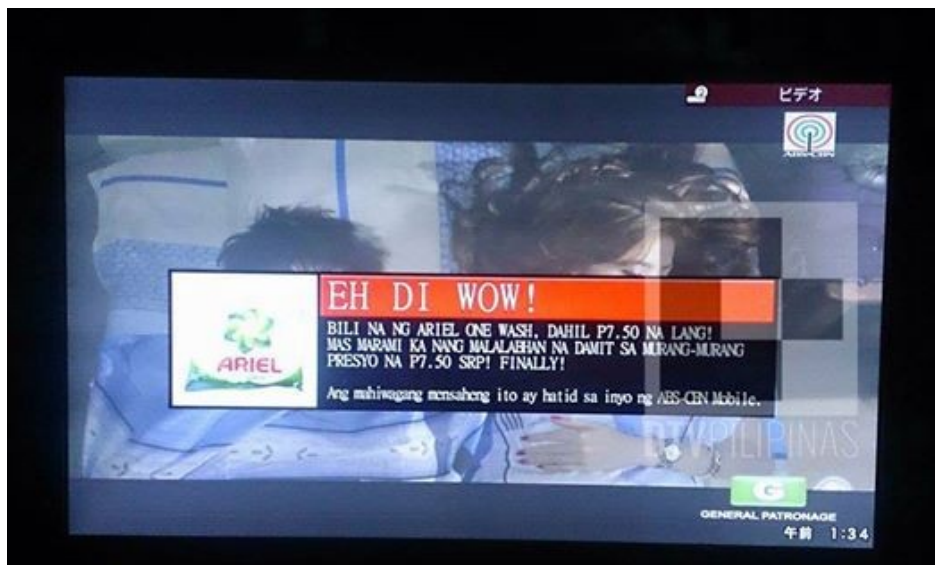 ビデオ
ABS-CBN
EH DI WOW!
BILI NA NG ARIEL ONE WASH, DAHIL P7.50 NA LANG!
MAS MARAMI KA NANG MALALABHAN NA DAMIT SA MURANG-MURANG
PRESYO NA P7.50 SRP! FINALLY!
ARIEL
Ang mahiwagang mensaheng ito ay hatid sa inyo ng ABS-CBN Mobile.
DTVPILIPINAS
G
GENERAL PATRONAGE
午前 1:34